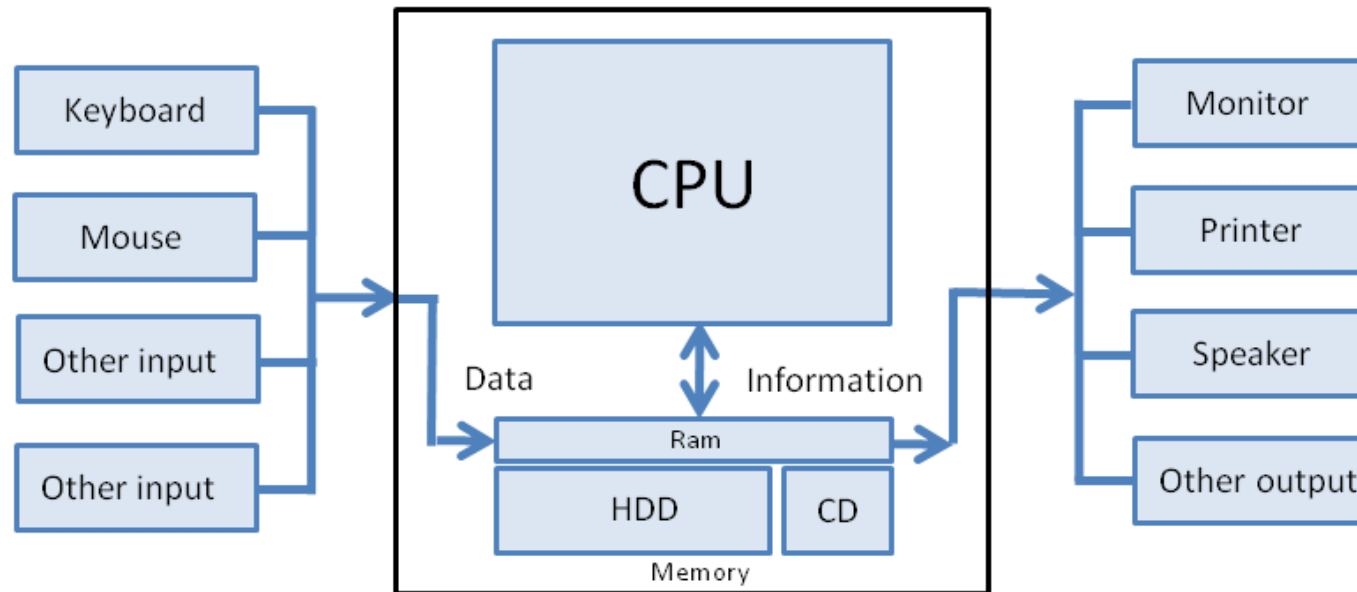 Keyboard
Mouse
Other input
Other input
CPU
Data
Information
Ram
HDD
CD
Memory
Monitor
Printer
Speaker
Other output